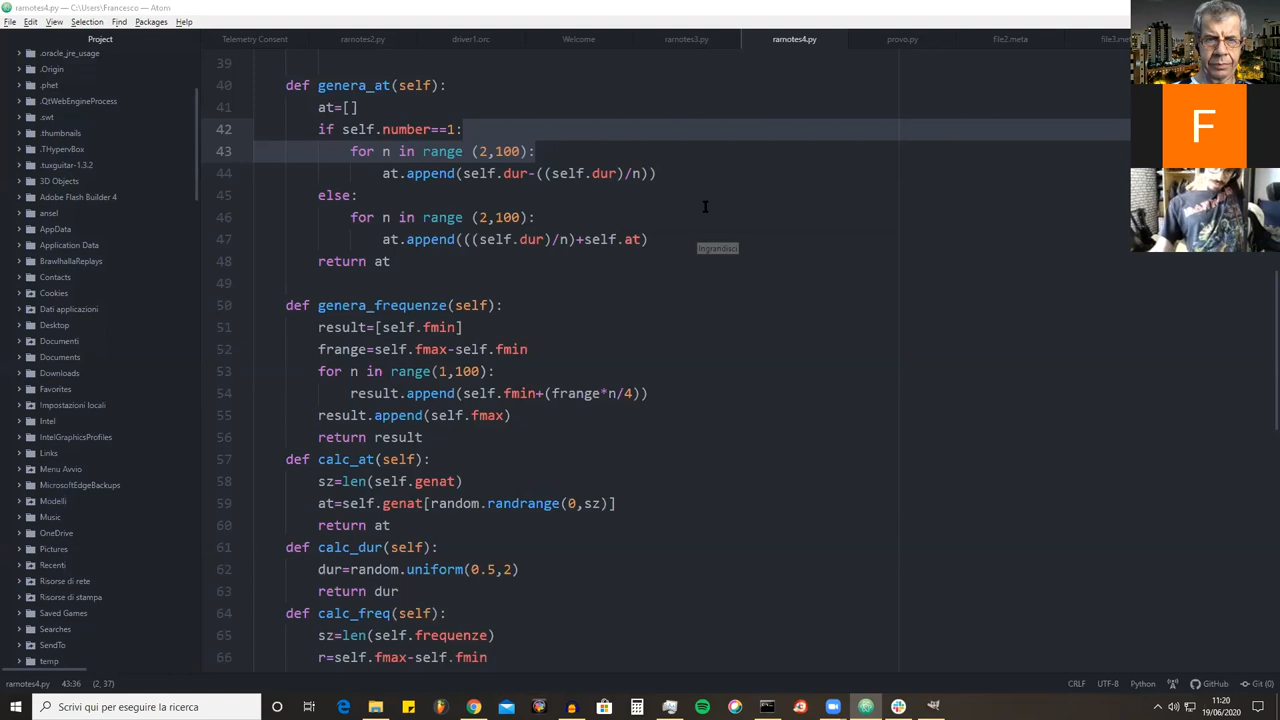 rarnotes4.py — C:\Users\Francesco — Atom
File Edit View Selection Find Packages Help
Project
Telemetry Consent rarnotes2.py driver1.orc Welcome rarnotes3.py rarnotes4.py provo.py file2.meta file3.me
.oracle_jre_usage
.Origin
.phet
.QtWebEngineProcess
.swt
.thumbnails
.THypervBox
.tuxguitar-1.3.2
3D Objects
Adobe Flash Builder 4
ansel
AppData
Application Data
BrawlhallaReplays
Contacts
Cookies
Dati applicazioni
Desktop
Documenti
Documents
Downloads
Favorites
Impostazioni locali
Intel
IntelGraphicsProfiles
Links
Menu Avvio
MicrosoftEdgeBackups
Modelli
Music
OneDrive
Pictures
Recenti
Risorse di rete
Risorse di stampa
Saved Games
Searches
SendTo
temp
39
40 def genera_at(self):
41 at=[]
42 if self.number==1:
43 for n in range (2,100):
44 at.append(self.dur-((self.dur)/n))
45 else:
46 for n in range (2,100):
47 at.append(((self.dur)/n)+self.at)
48 return at
49
50 def genera_frequenze(self):
51 result=[self.fmin]
52 frange=self.fmax-self.fmin
53 for n in range(1,100):
54 result.append(self.fmin+(frange*n/4))
55 result.append(self.fmax)
56 return result
57 def calc_at(self):
58 sz=len(self.genat)
59 at=self.genat[random.randrange(0,sz)]
60 return at
61 def calc_dur(self):
62 dur=random.uniform(0.5,2)
63 return dur
64 def calc_freq(self):
65 sz=len(self.frequenze)
66 r=self.fmax-self.fmin
Ingrandisci
F
rarnotes4.py 43:36 (2, 37) CRLF UTF-8 Python GitHub Git (0)
Scrivi qui per eseguire la ricerca
11:20
19/06/2020